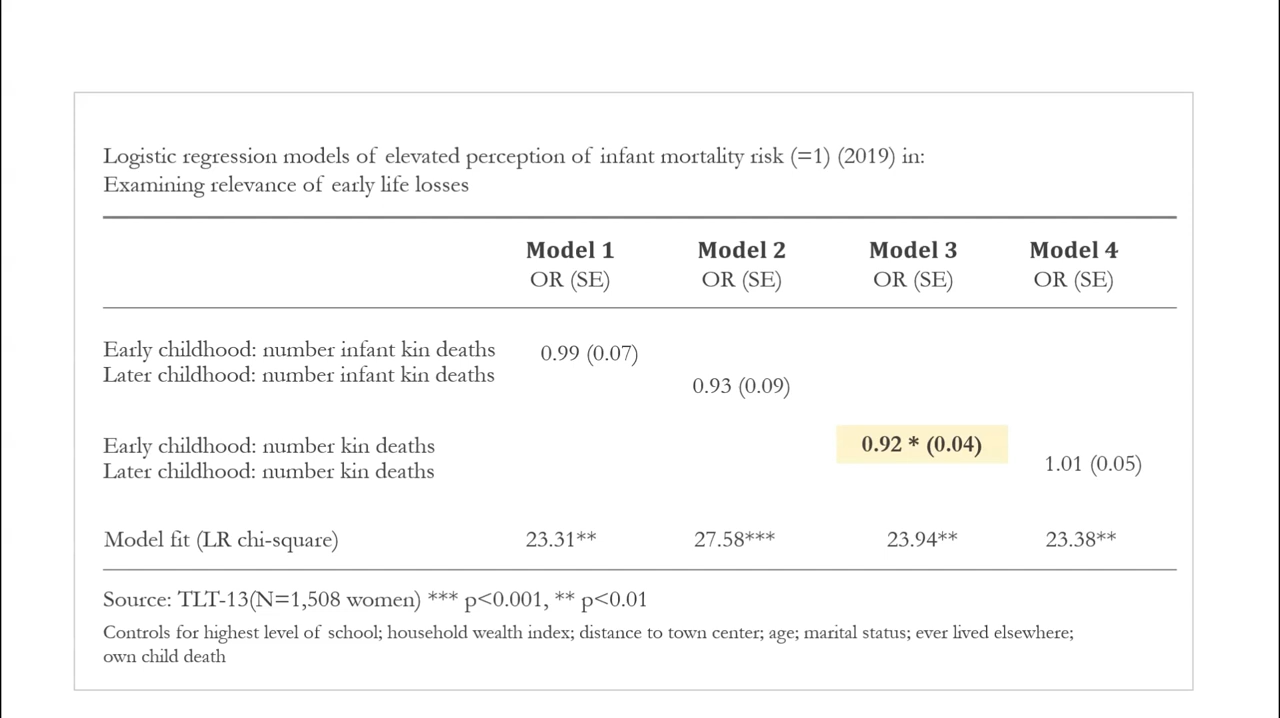 Logistic regression models of elevated perception of infant mortality risk (=1) (2019) in:
Examining relevance of early life losses
Model 1 Model 2 Model 3 Model 4
OR (SE) OR (SE) OR (SE) OR (SE)
Early childhood: number infant kin deaths 0.99 (0.07)
Later childhood: number infant kin deaths 0.93 (0.09)
Early childhood: number kin deaths 0.92 * (0.04)
Later childhood: number kin deaths 1.01 (0.05)
Model fit (LR chi-square) 23.31** 27.58*** 23.94** 23.38**
Source: TLT-13(N=1,508 women) *** p<0.001, ** p<0.01
Controls for highest level of school; household wealth index; distance to town center; age; marital status; ever lived elsewhere;
own child death